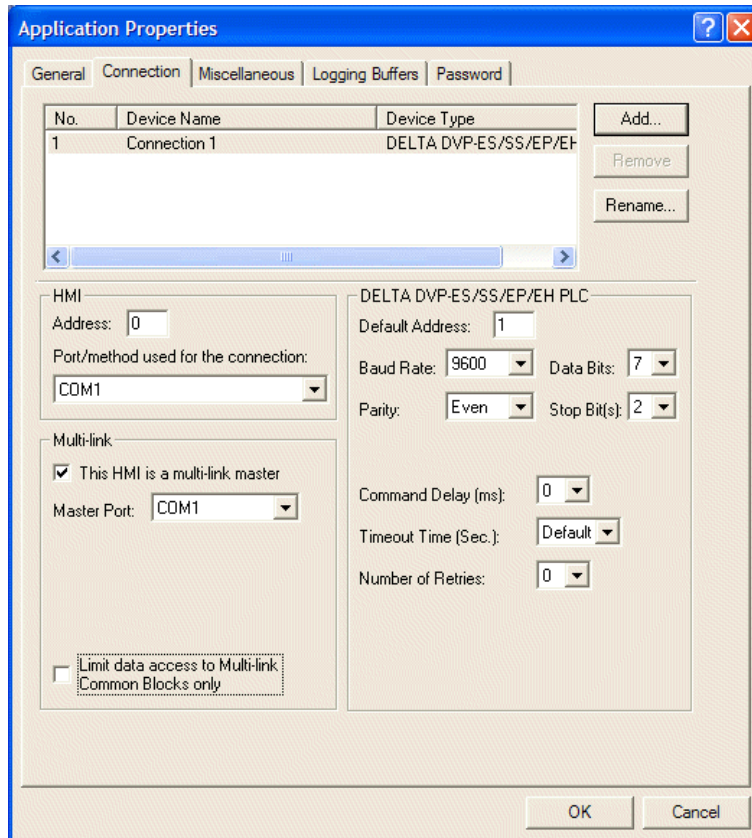 Application Properties
General Connection Miscellaneous Logging Buffers Password
No. Device Name Device Type
1 Connection 1 DELTA DVP-ES/SS/EP/EH
Add...
Remove
Rename...
HMI
Address: 0
Port/method used for the connection:
COM1
Multi-link
This HMI is a multi-link master
Master Port: COM1
Limit data access to Multi-link
Common Blocks only
DELTA DVP-ES/SS/EP/EH PLC
Default Address: 1
Baud Rate: 9600 Data Bits: 7
Parity: Even Stop Bit(s): 2
Command Delay (ms): 0
Timeout Time (Sec.): Default
Number of Retries: 0
OK Cancel